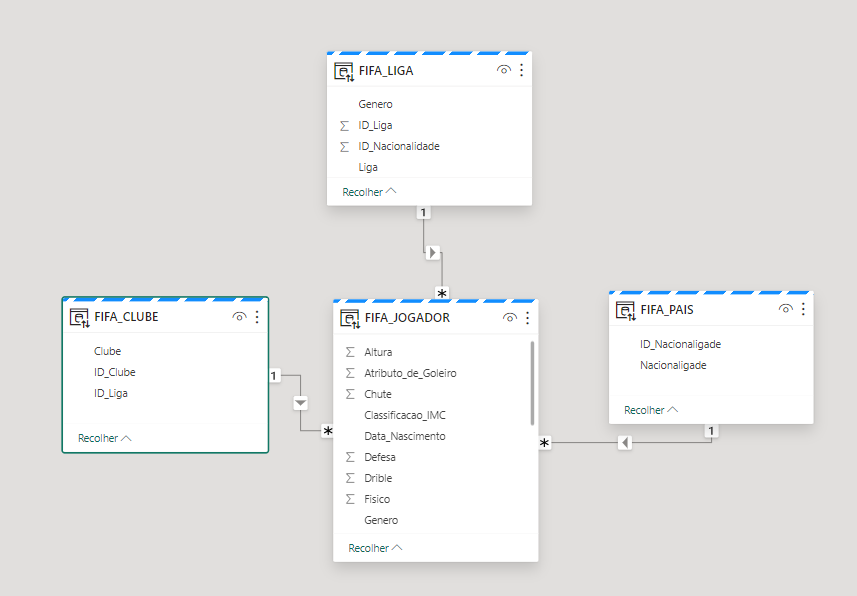 FIFA_LIGA
Genero
Σ ID_Liga
Σ ID_Nacionalidade
Liga
Recolher
1
*
FIFA_CLUBE
Clube
ID_Clube
ID_Liga
Recolher
1
*
FIFA_JOGADOR
Σ Altura
Σ Atributo_de_Goleiro
Σ Chute
Classificacao_IMC
Data_Nascimento
Σ Defesa
Σ Drible
Σ Fisico
Genero
Recolher
*
1
FIFA_PAIS
ID_Nacionaligade
Nacionaligade
Recolher